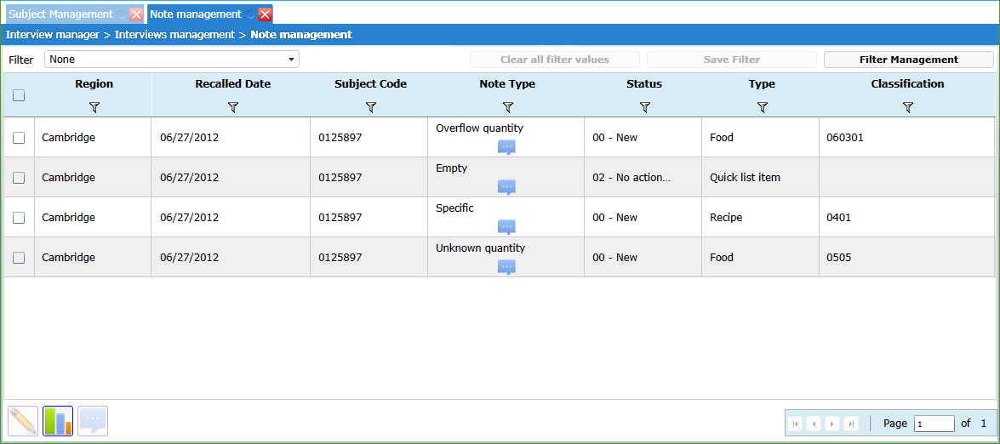 Subject Management Note management
Interview manager > Interviews management > Note management
Filter None Clear all filter values Save Filter Filter Management
Region Recalled Date Subject Code Note Type Status Type Classification
Cambridge 06/27/2012 0125897 Overflow quantity 00 - New Food 060301
Cambridge 06/27/2012 0125897 Empty 02 - No action... Quick list item
Cambridge 06/27/2012 0125897 Specific 00 - New Recipe 0401
Cambridge 06/27/2012 0125897 Unknown quantity 00 - New Food 0505
Page 1 of 1